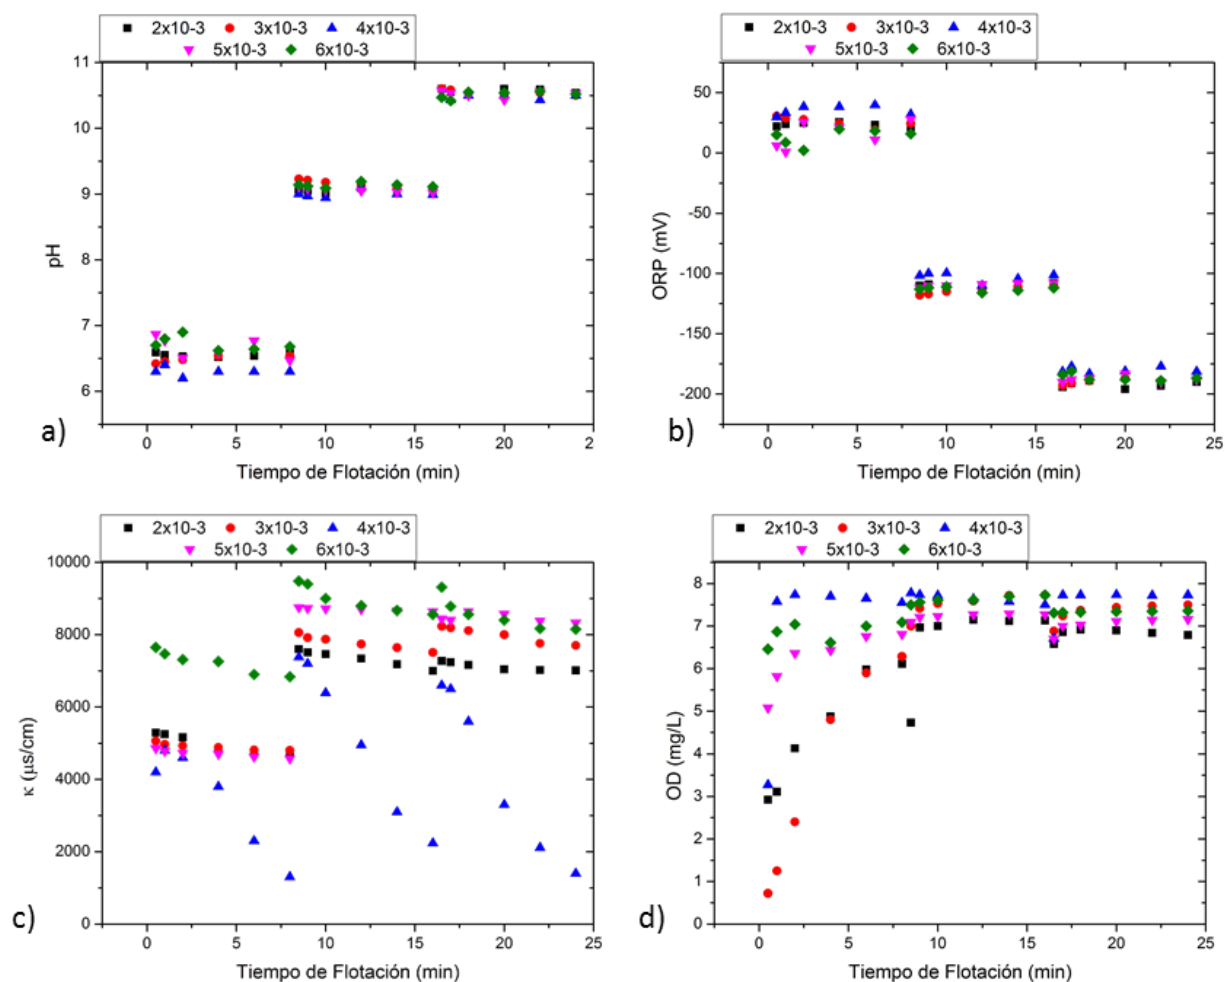 2x10-3 3x10-3 4x10-3
5x10-3 6x10-3
11
10
9
8
7
6
pH
0 5 10 15 20 2
Tiempo de Flotación (min)
a)
2x10-3 3x10-3 4x10-3
5x10-3 6x10-3
50
0
-50
-100
-150
-200
ORP (mV)
0 5 10 15 20 25
Tiempo de Flotación (min)
b)
2x10-3 3x10-3 4x10-3
5x10-3 6x10-3
10000
8000
6000
4000
2000
0
κ (µs/cm)
0 5 10 15 20 25
Tiempo de Flotación (min)
c)
2x10-3 3x10-3 4x10-3
5x10-3 6x10-3
8
7
6
5
4
3
2
1
0
OD (mg/L)
0 5 10 15 20 25
Tiempo de Flotación (min)
d)